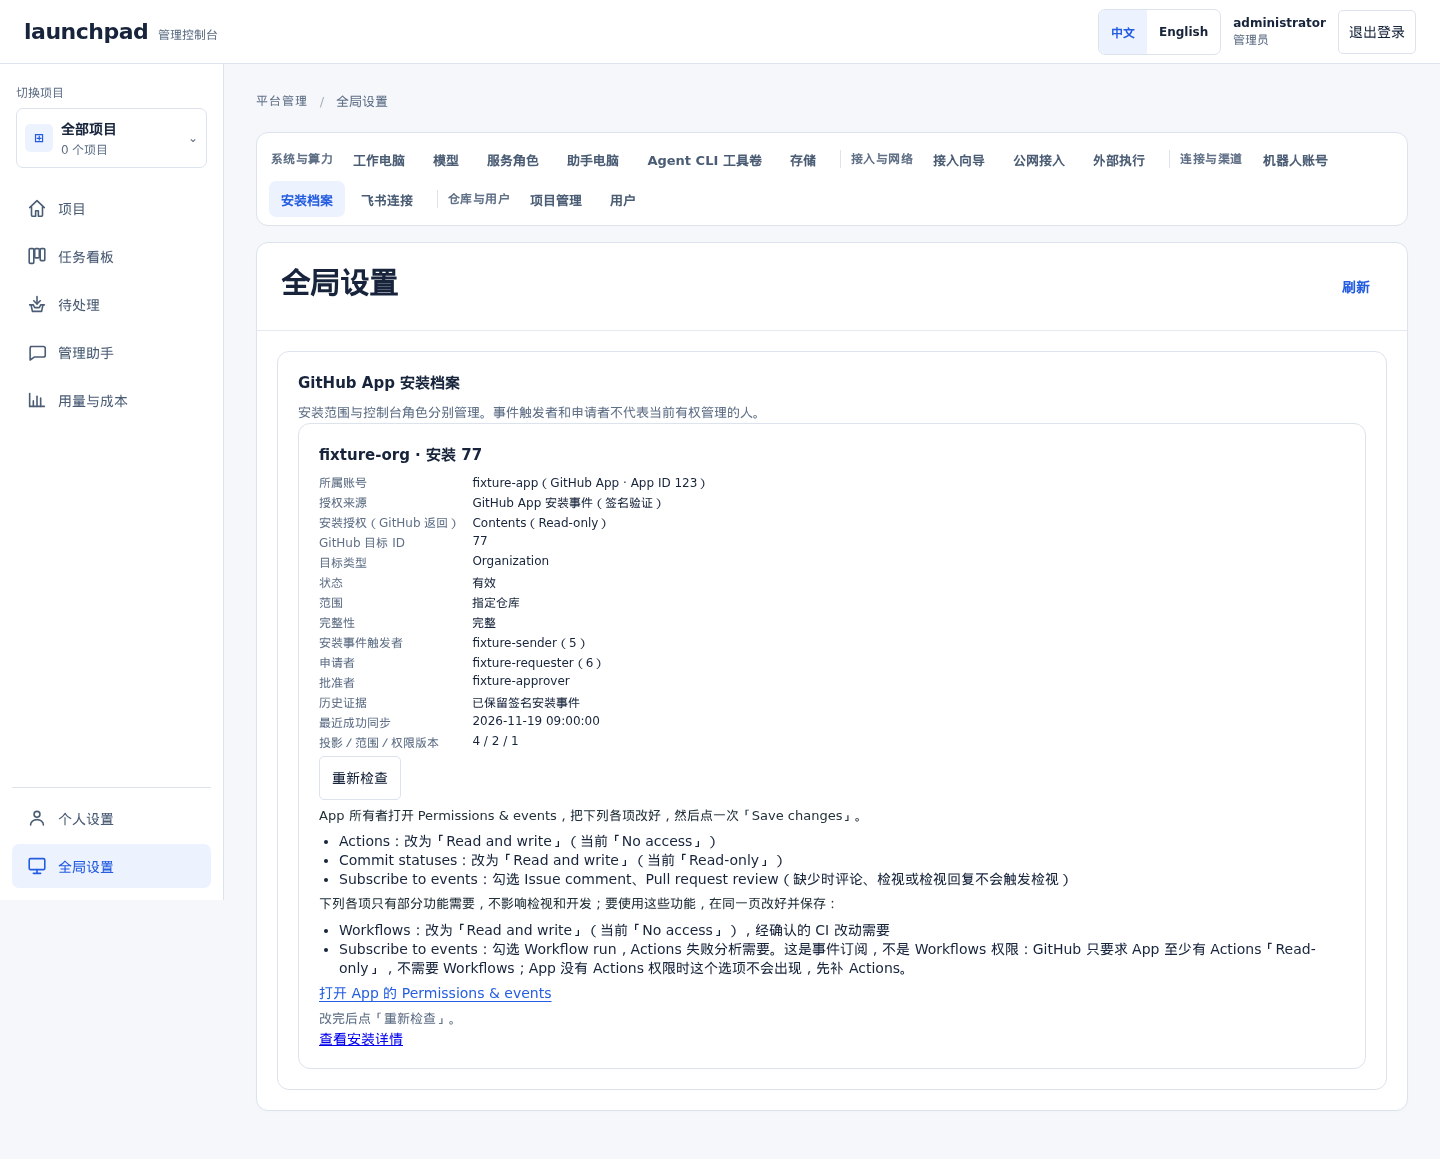 launchpad 管理控制台
中文 English
administrator
管理员
退出登录
切换项目
全部项目
0 个项目
项目
任务看板
待处理
管理助手
用量与成本
个人设置
全局设置
平台管理 / 全局设置
系统与算力 工作电脑 模型 服务角色 助手电脑 Agent CLI 工具卷 存储 接入与网络 接入向导 公网接入 外部执行 连接与渠道 机器人账号
安装档案 飞书连接 仓库与用户 项目管理 用户
全局设置
刷新
GitHub App 安装档案
安装范围与控制台角色分别管理。事件触发者和申请者不代表当前有权管理的人。
fixture-org · 安装 77
所属账号 fixture-app（GitHub App · App ID 123）
授权来源 GitHub App 安装事件（签名验证）
安装授权（GitHub 返回） Contents（Read-only）
GitHub 目标 ID 77
目标类型 Organization
状态 有效
范围 指定仓库
完整性 完整
安装事件触发者 fixture-sender（5）
申请者 fixture-requester（6）
批准者 fixture-approver
历史证据 已保留签名安装事件
最近成功同步 2026-11-19 09:00:00
投影 / 范围 / 权限版本 4 / 2 / 1
重新检查
App 所有者打开 Permissions & events，把下列各项改好，然后点一次「Save changes」。
• Actions：改为「Read and write」（当前「No access」）
• Commit statuses：改为「Read and write」（当前「Read-only」）
• Subscribe to events：勾选 Issue comment、Pull request review（缺少时评论、检视或检视回复不会触发检视）
下列各项只有部分功能需要，不影响检视和开发；要使用这些功能，在同一页改好并保存：
• Workflows：改为「Read and write」（当前「No access」），经确认的 CI 改动需要
• Subscribe to events：勾选 Workflow run，Actions 失败分析需要。这是事件订阅，不是 Workflows 权限：GitHub 只要求 App 至少有 Actions「Read-
only」，不需要 Workflows；App 没有 Actions 权限时这个选项不会出现，先补 Actions。
打开 App 的 Permissions & events
改完后点「重新检查」。
查看安装详情